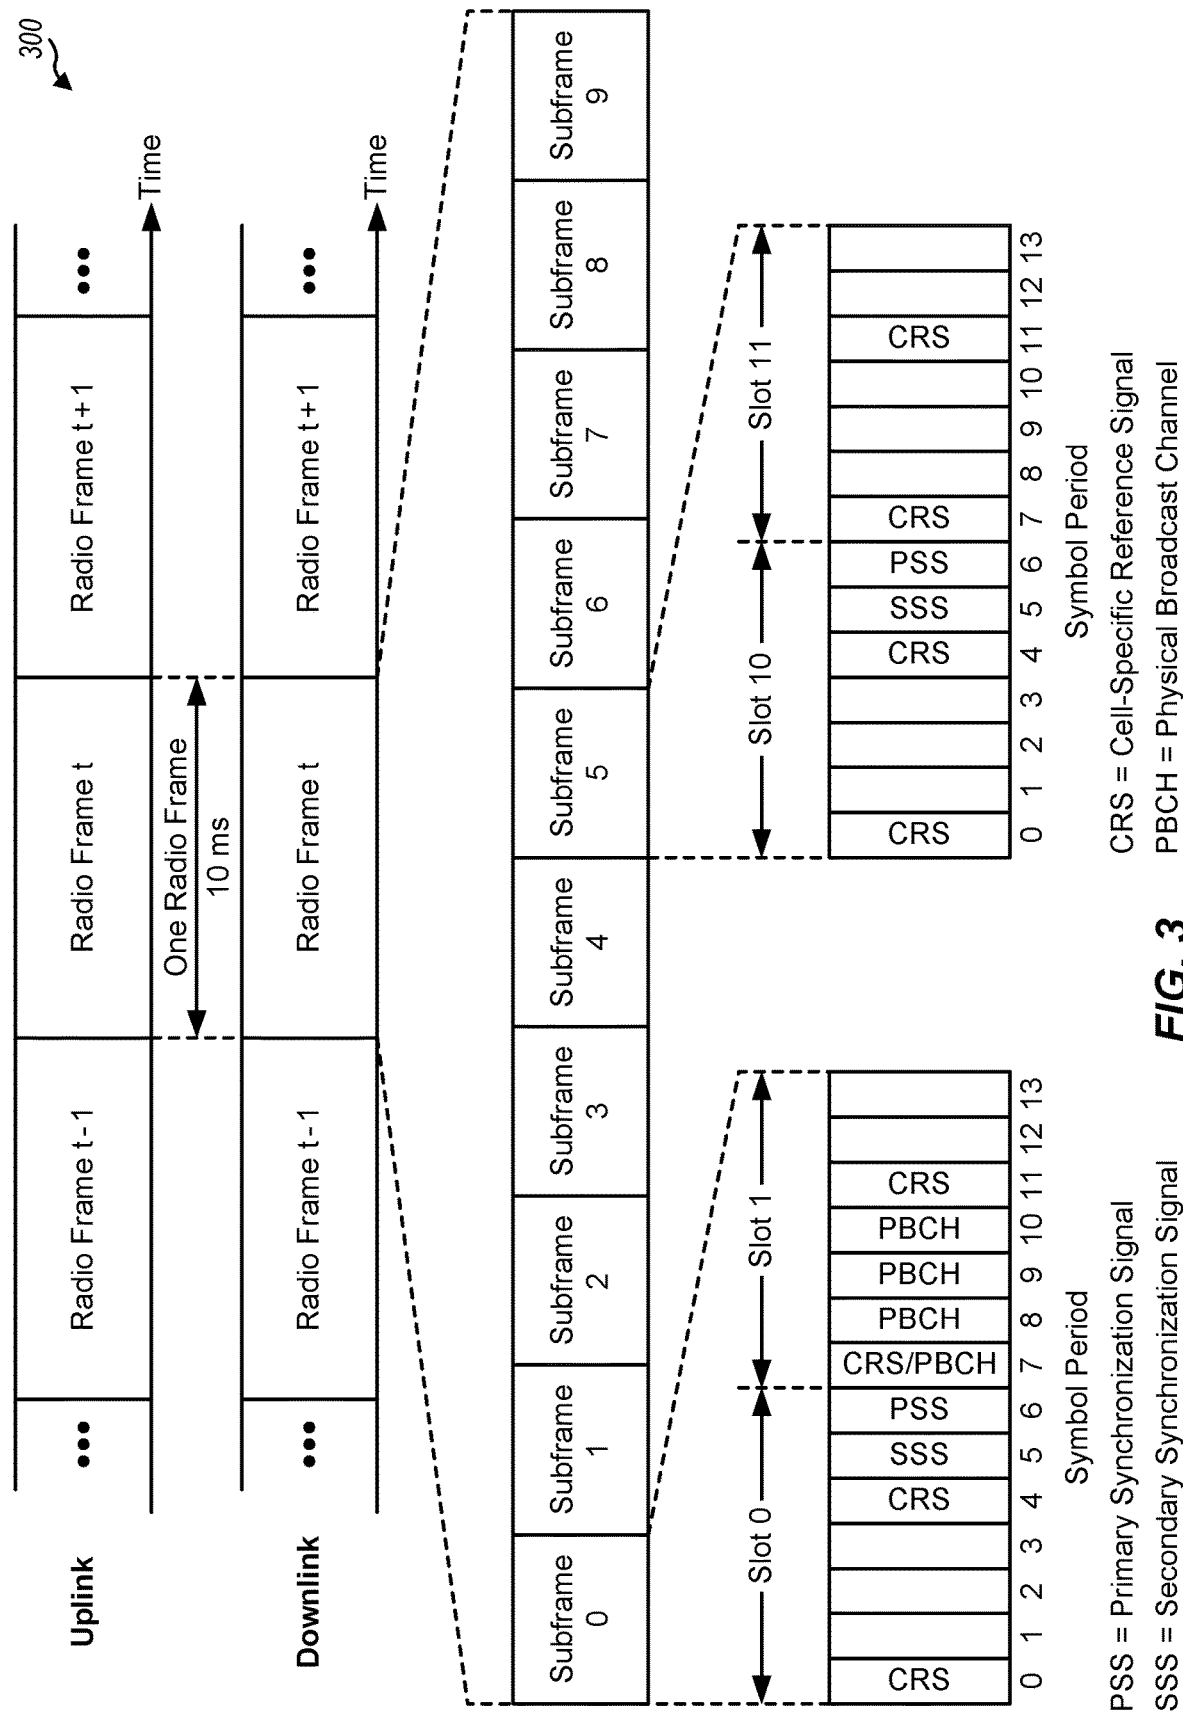 300
Uplink
Radio Frame t-1
Radio Frame t
Radio Frame t+1
Time
One Radio Frame
10 ms
Downlink
Radio Frame t-1
Radio Frame t
Radio Frame t+1
Time
Subframe 0
Subframe 1
Subframe 2
Subframe 3
Subframe 4
Subframe 5
Subframe 6
Subframe 7
Subframe 8
Subframe 9
Slot 0
Slot 1
CRS
CRS
SSS
PSS
CRS/PBCH
PBCH
PBCH
PBCH
CRS
0 1 2 3 4 5 6 7 8 9 10 11 12 13
Symbol Period
Slot 10
Slot 11
CRS
CRS
SSS
PSS
CRS
CRS
0 1 2 3 4 5 6 7 8 9 10 11 12 13
Symbol Period
PSS = Primary Synchronization Signal
SSS = Secondary Synchronization Signal
CRS = Cell-Specific Reference Signal
PBCH = Physical Broadcast Channel
FIG. 3